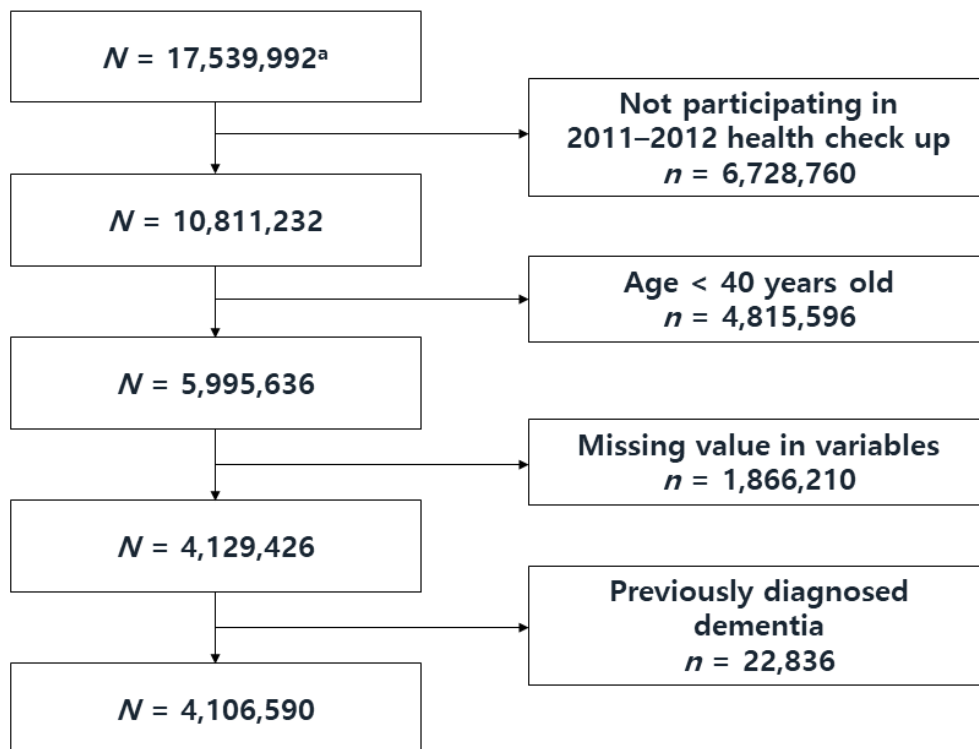 N = 17,539,992ª
Not participating in
2011–2012 health check up
n = 6,728,760
N = 10,811,232
Age < 40 years old
n = 4,815,596
N = 5,995,636
Missing value in variables
n = 1,866,210
N = 4,129,426
Previously diagnosed
dementia
n = 22,836
N = 4,106,590